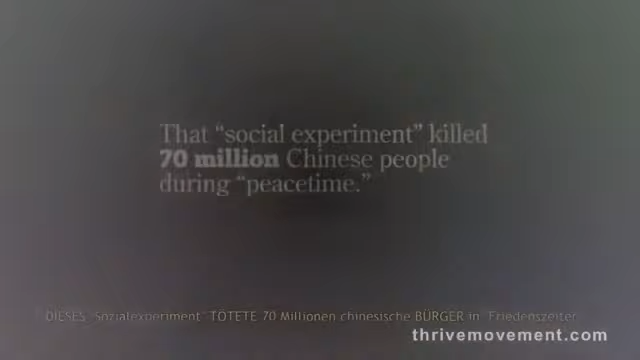 That “social experiment” killed
70 million Chinese people
during “peacetime.”
DIESES "Sozialexperiment" TÖTETE 70 Millionen chinesische BÜRGER in "Friedenszeiten
thrivemovement.com